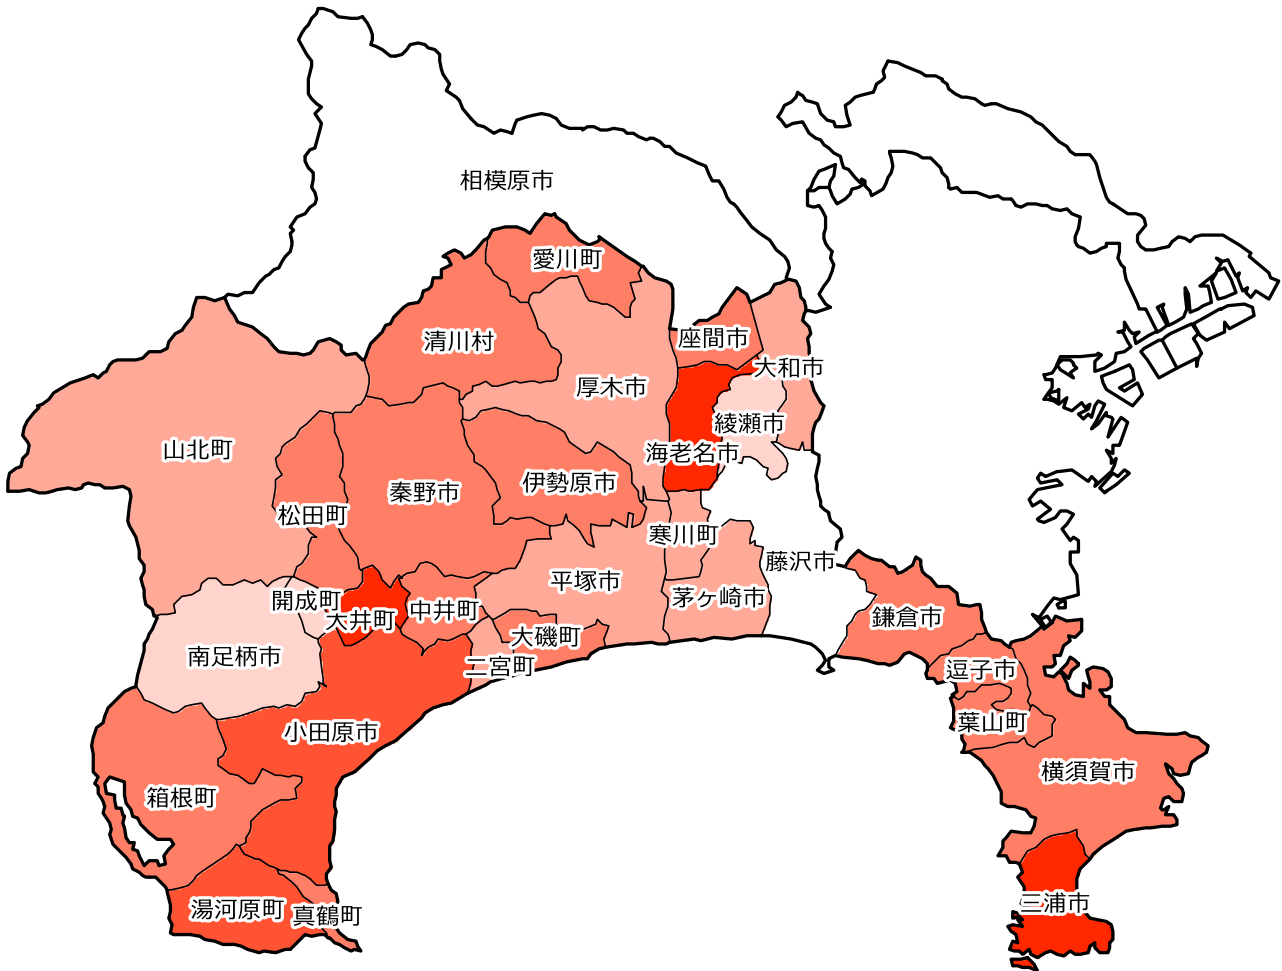 相模原市
愛川町
清川村
座間市
大和市
厚木市
綾瀬市
山北町
海老名市
伊勢原市
秦野市
松田町
寒川町
藤沢市
平塚市
茅ヶ崎市
開成町
中井町
大井町
鎌倉市
大磯町
南足柄市
二宮町
逗子市
葉山町
小田原市
横須賀市
箱根町
三浦市
湯河原町
真鶴町